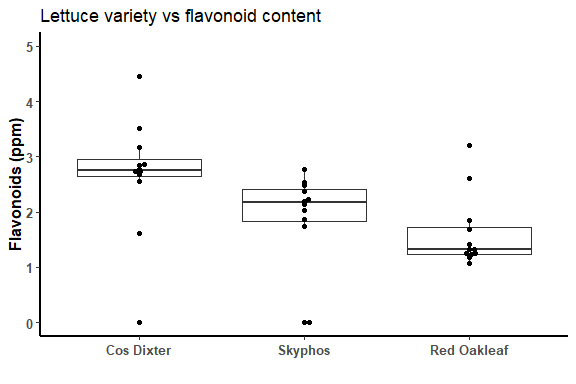 Lettuce variety vs flavonoid content
Flavonoids (ppm)
5
4
3
2
1
0
Cos Dixter Skyphos Red Oakleaf